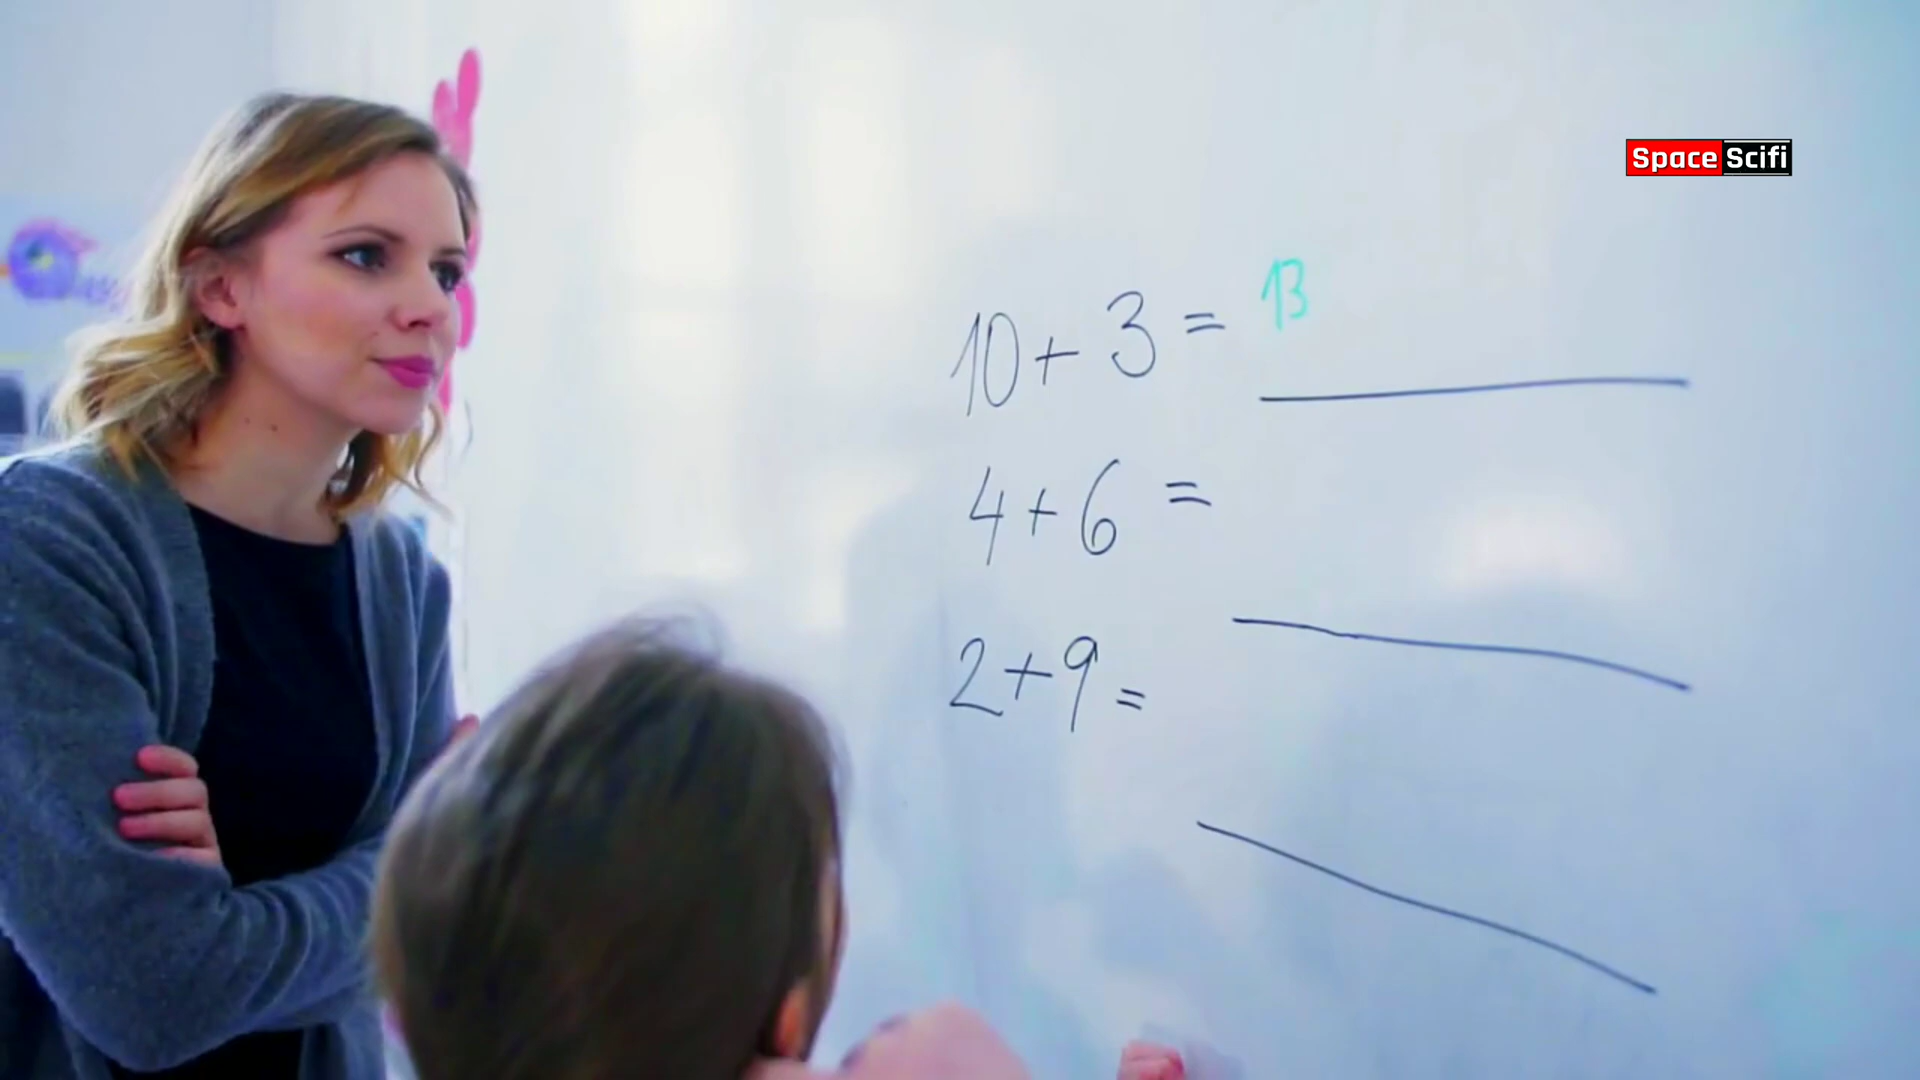 Space Scifi
10 + 3 = 13
4 + 6 =
2 + 9 =